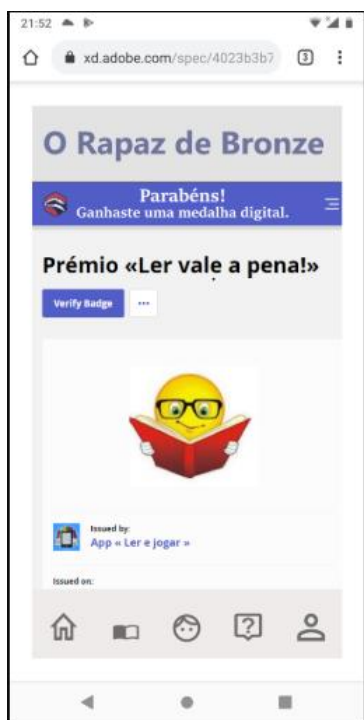 21:52
xd.adobe.com/spec/4023b3b7
3
O Rapaz de Bronze
Parabéns!
Ganhaste uma medalha digital.
Prémio «Ler vale a pena!»
Verify Badge
...
Issued by:
App « Ler e jogar »
Issued on:
?